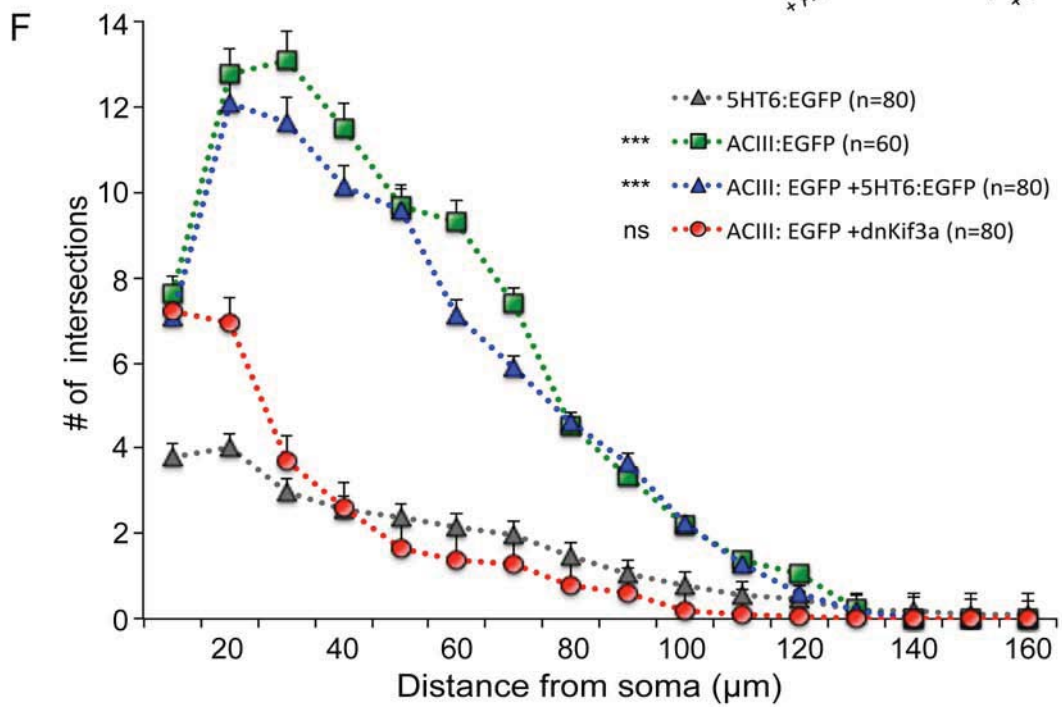 F
14
12
10
8
6
4
2
0
# of intersections
5HT6:EGFP (n=80)
*** ACIII:EGFP (n=60)
*** ACIII: EGFP +5HT6:EGFP (n=80)
ns ACIII: EGFP +dnKif3a (n=80)
20 40 60 80 100 120 140 160
Distance from soma (μm)